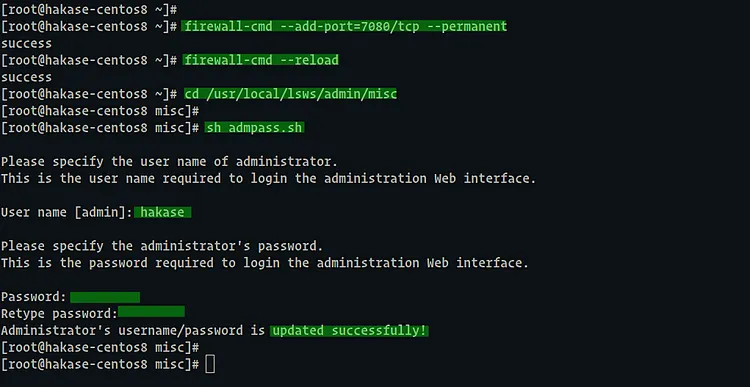 [root@hakase-centos8 ~]#
[root@hakase-centos8 ~]# firewall-cmd --add-port=7080/tcp --permanent
success
[root@hakase-centos8 ~]# firewall-cmd --reload
success
[root@hakase-centos8 ~]# cd /usr/local/lsws/admin/misc
[root@hakase-centos8 misc]#
[root@hakase-centos8 misc]# sh admpass.sh
Please specify the user name of administrator.
This is the user name required to login the administration Web interface.
User name [admin]: hakase
Please specify the administrator's password.
This is the password required to login the administration Web interface.
Password:
Retype password:
Administrator's username/password is updated successfully!
[root@hakase-centos8 misc]#
[root@hakase-centos8 misc]#